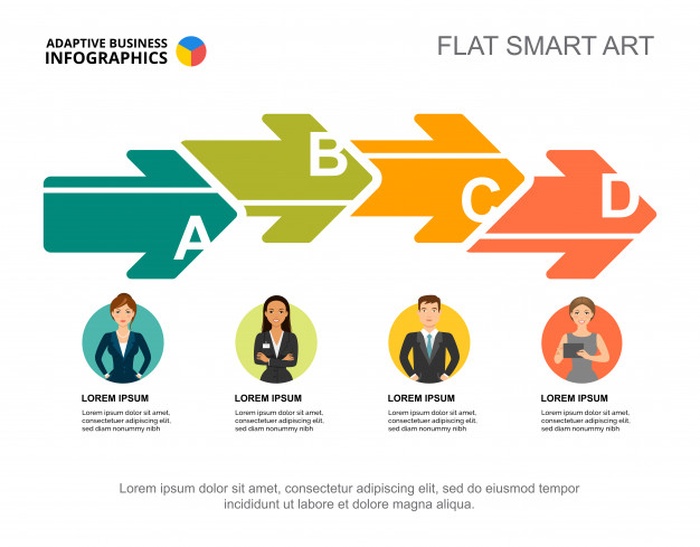 ADAPTIVE BUSINESS
INFOGRAPHICS
FLAT SMART ART
A
B
C
D
LOREM IPSUM
Lorem ipsum dolor sit amet,
consectetuer adipiscing elit,
sed diam nonummy nibh
LOREM IPSUM
Lorem ipsum dolor sit amet,
consectetuer adipiscing elit,
sed diam nonummy nibh
LOREM IPSUM
Lorem ipsum dolor sit amet,
consectetuer adipiscing elit,
sed diam nonummy nibh
LOREM IPSUM
Lorem ipsum dolor sit amet,
consectetuer adipiscing elit,
sed diam nonummy nibh
Lorem ipsum dolor sit amet, consectetur adipiscing elit, sed do eiusmod tempor
incididunt ut labore et dolore magna aliqua.